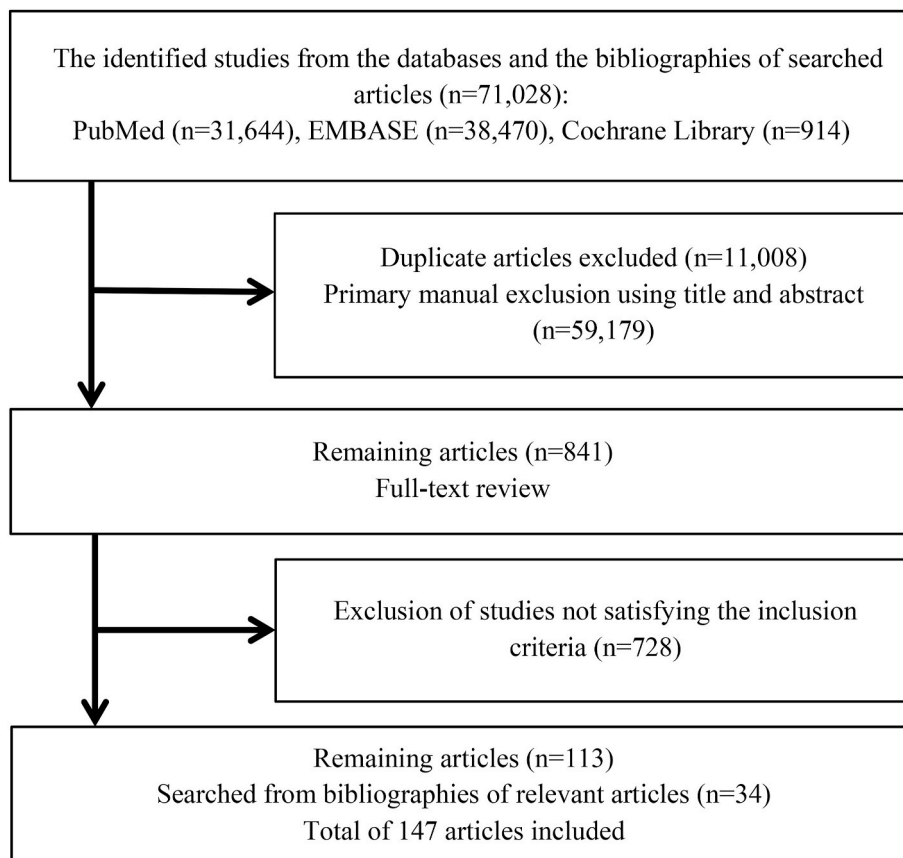 The identified studies from the databases and the bibliographies of searched
articles (n=71,028):
PubMed (n=31,644), EMBASE (n=38,470), Cochrane Library (n=914)
Duplicate articles excluded (n=11,008)
Primary manual exclusion using title and abstract
(n=59,179)
Remaining articles (n=841)
Full-text review
Exclusion of studies not satisfying the inclusion
criteria (n=728)
Remaining articles (n=113)
Searched from bibliographies of relevant articles (n=34)
Total of 147 articles included